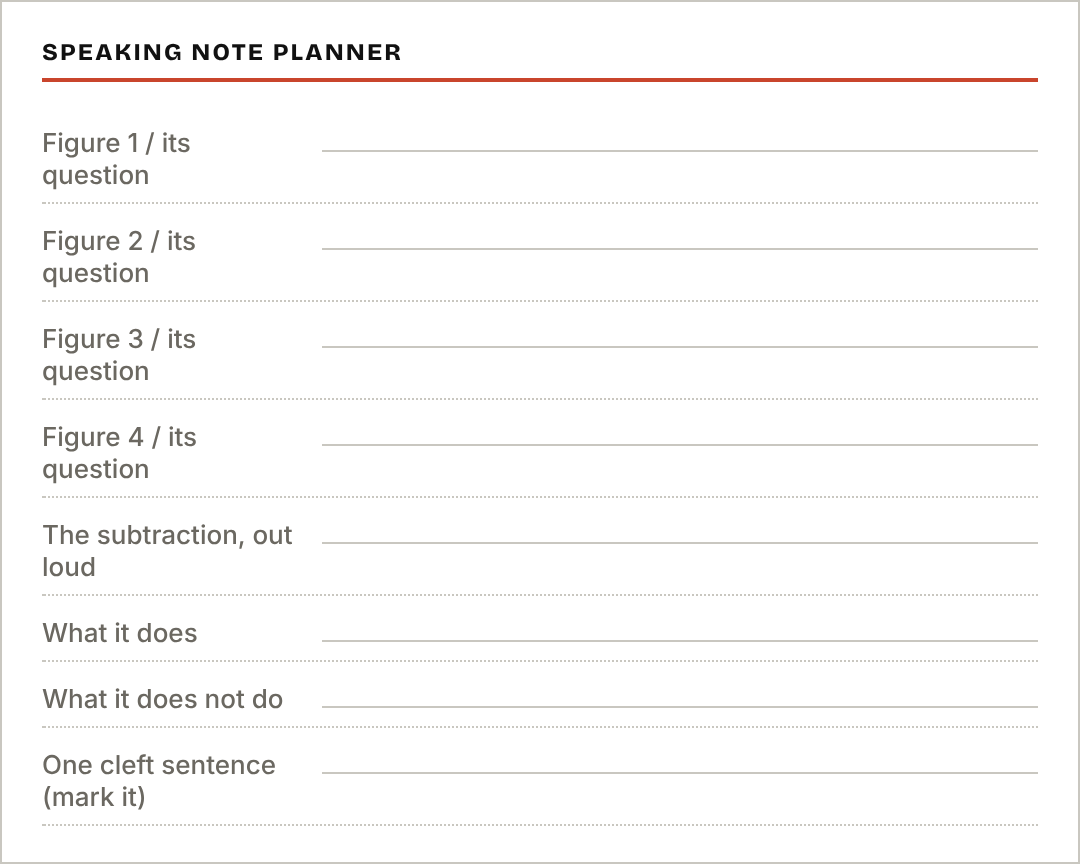 SPEAKING NOTE PLANNER
Figure 1 / its
question
Figure 2 / its
question
Figure 3 / its
question
Figure 4 / its
question
The subtraction, out
loud
What it does
What it does not do
One cleft sentence
(mark it)